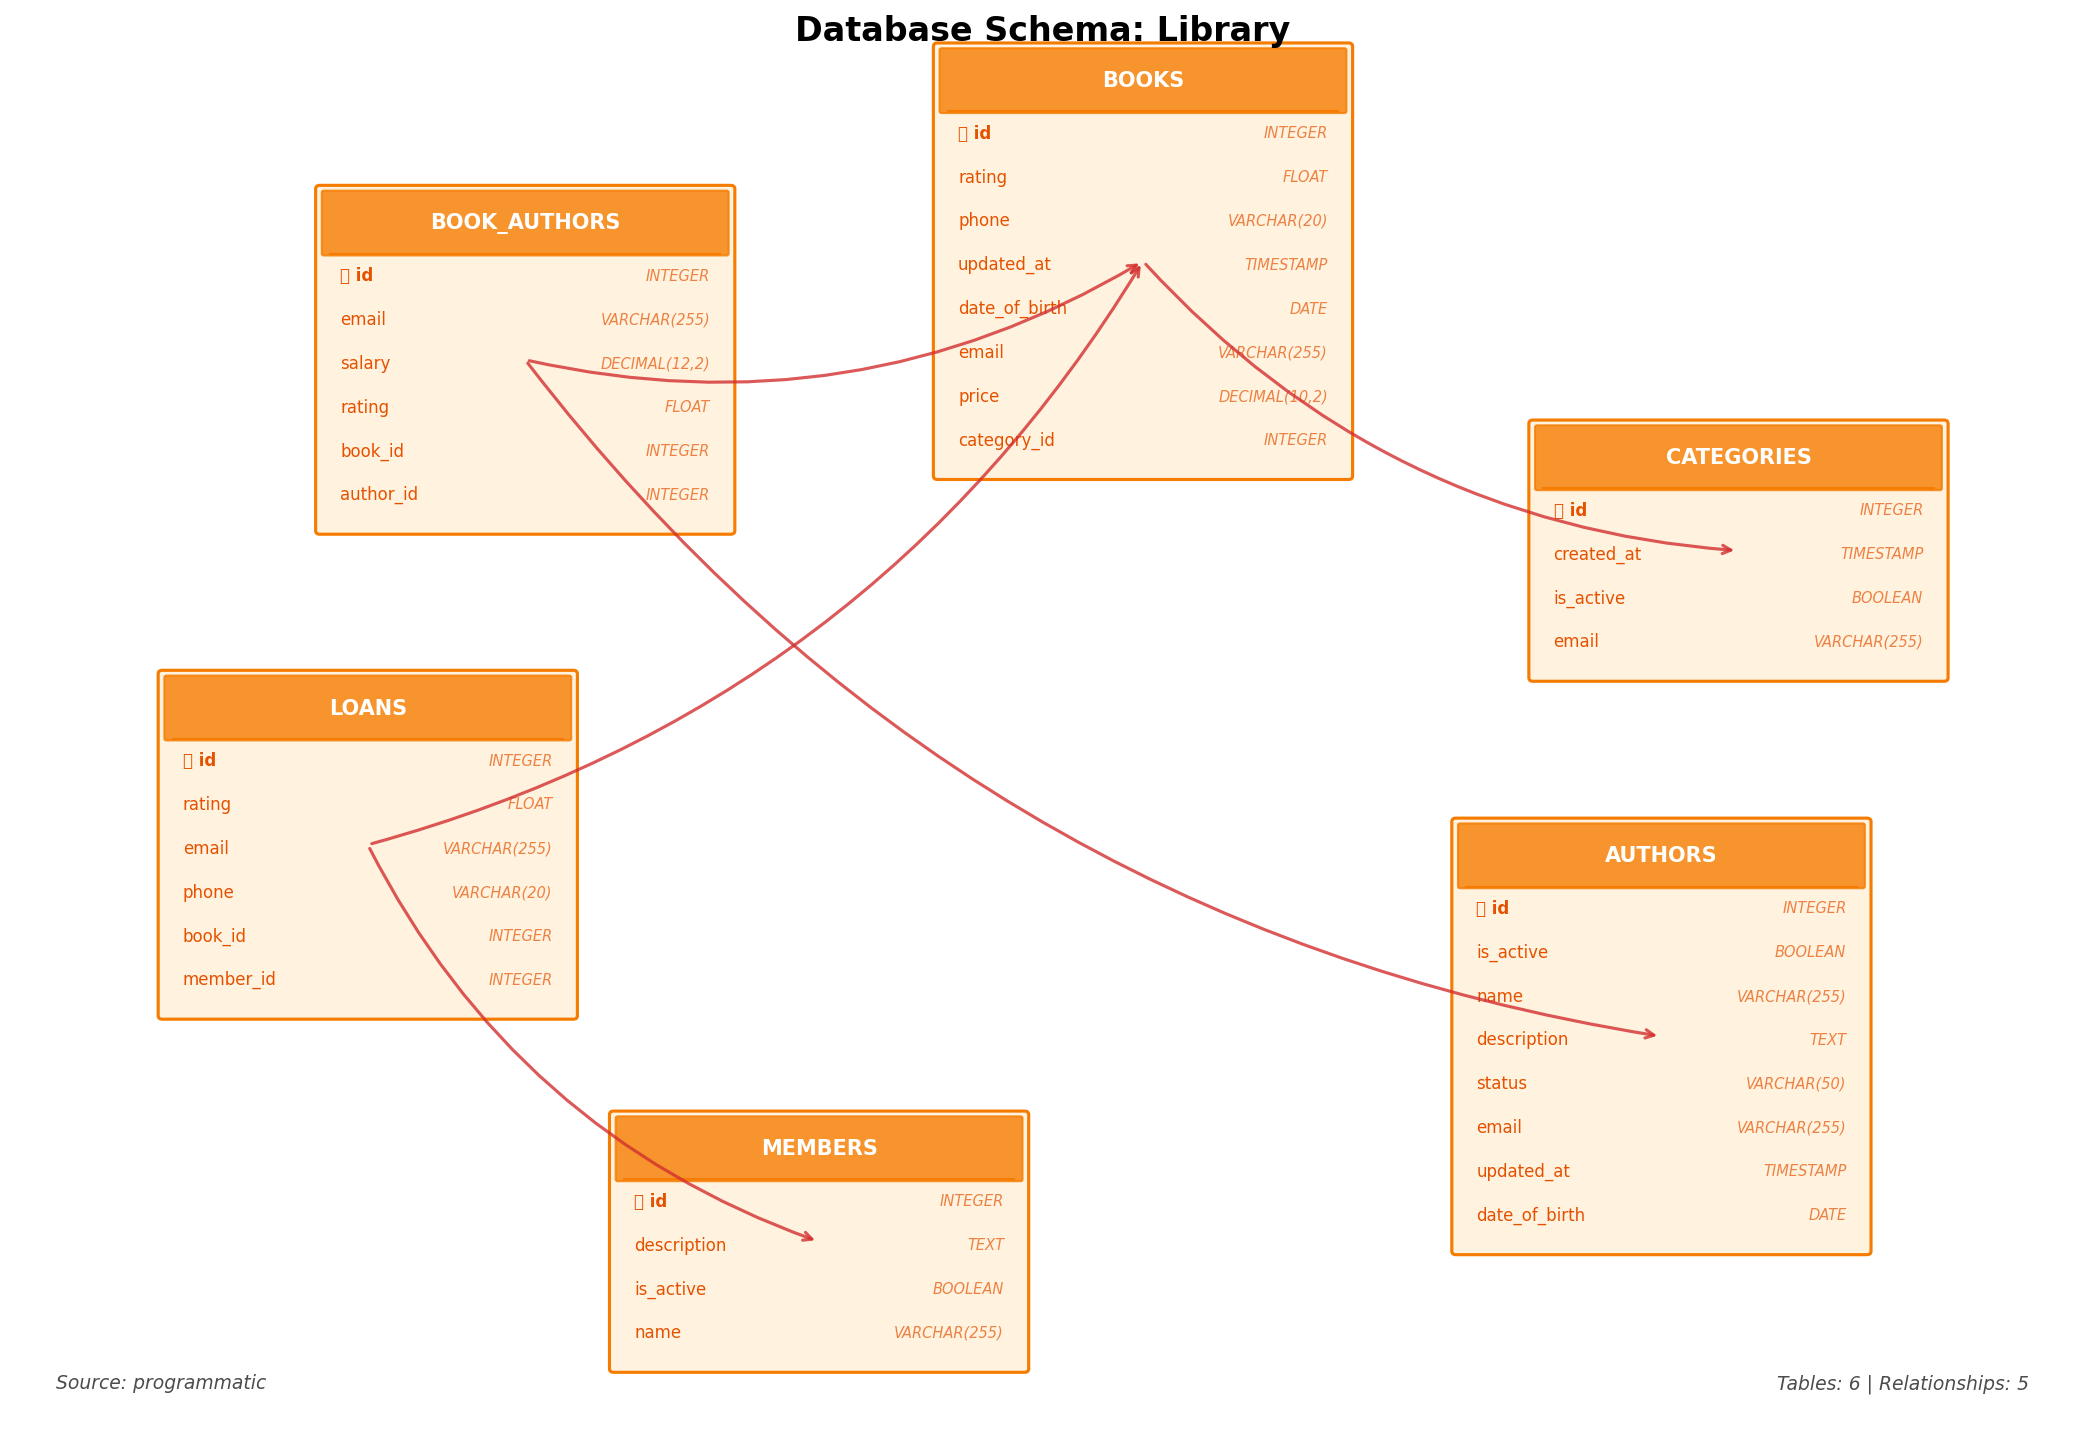 Database Schema: Library
BOOKS
id INTEGER
rating FLOAT
phone VARCHAR(20)
updated_at TIMESTAMP
date_of_birth DATE
email VARCHAR(255)
price DECIMAL(10,2)
category_id INTEGER
BOOK_AUTHORS
id INTEGER
email VARCHAR(255)
salary DECIMAL(12,2)
rating FLOAT
book_id INTEGER
author_id INTEGER
CATEGORIES
id INTEGER
created_at TIMESTAMP
is_active BOOLEAN
email VARCHAR(255)
LOANS
id INTEGER
rating FLOAT
email VARCHAR(255)
phone VARCHAR(20)
book_id INTEGER
member_id INTEGER
AUTHORS
id INTEGER
is_active BOOLEAN
name VARCHAR(255)
description TEXT
status VARCHAR(50)
email VARCHAR(255)
updated_at TIMESTAMP
date_of_birth DATE
MEMBERS
id INTEGER
description TEXT
is_active BOOLEAN
name VARCHAR(255)
Source: programmatic
Tables: 6 | Relationships: 5